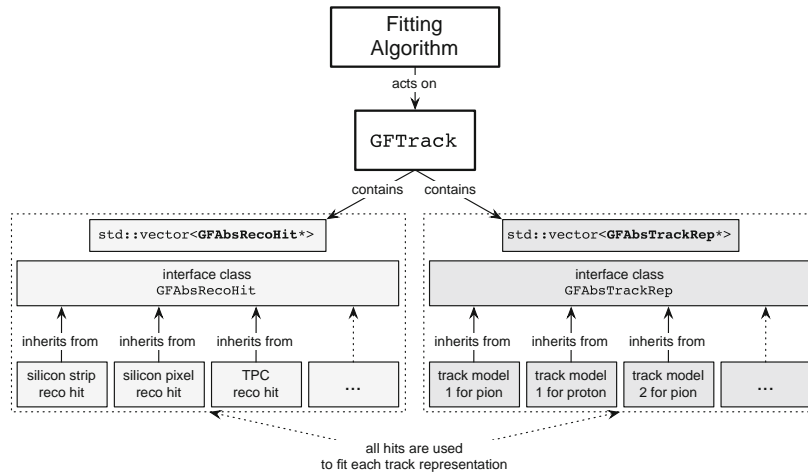 Fitting
Algorithm
acts on
GFTrack
contains
contains
std::vector<GFAbsRecoHit*>
std::vector<GFAbsTrackRep*>
interface class
GFAbsRecoHit
interface class
GFAbsTrackRep
inherits from
inherits from
inherits from
inherits from
inherits from
inherits from
silicon strip
reco hit
silicon pixel
reco hit
TPC
reco hit
...
track model
1 for pion
track model
1 for proton
track model
2 for pion
...
all hits are used
to fit each track representation